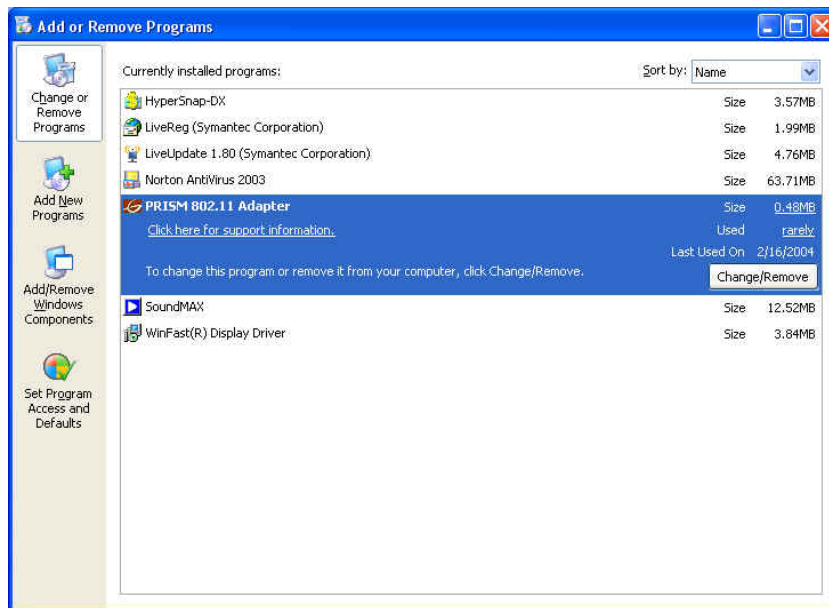 Add or Remove Programs
Change or
Remove
Programs
Add New
Programs
Add/Remove
Windows
Components
Set Program
Access and
Defaults
Currently installed programs:
Sort by: Name
HyperSnap-DX Size 3.57MB
LiveReg (Symantec Corporation) Size 1.99MB
LiveUpdate 1.80 (Symantec Corporation) Size 4.76MB
Norton AntiVirus 2003 Size 63.71MB
PRISM 802.11 Adapter Size 0.48MB
Click here for support information. Used rarely
Last Used On 2/16/2004
To change this program or remove it from your computer, click Change/Remove. Change/Remove
SoundMAX Size 12.52MB
WinFast(R) Display Driver Size 3.84MB